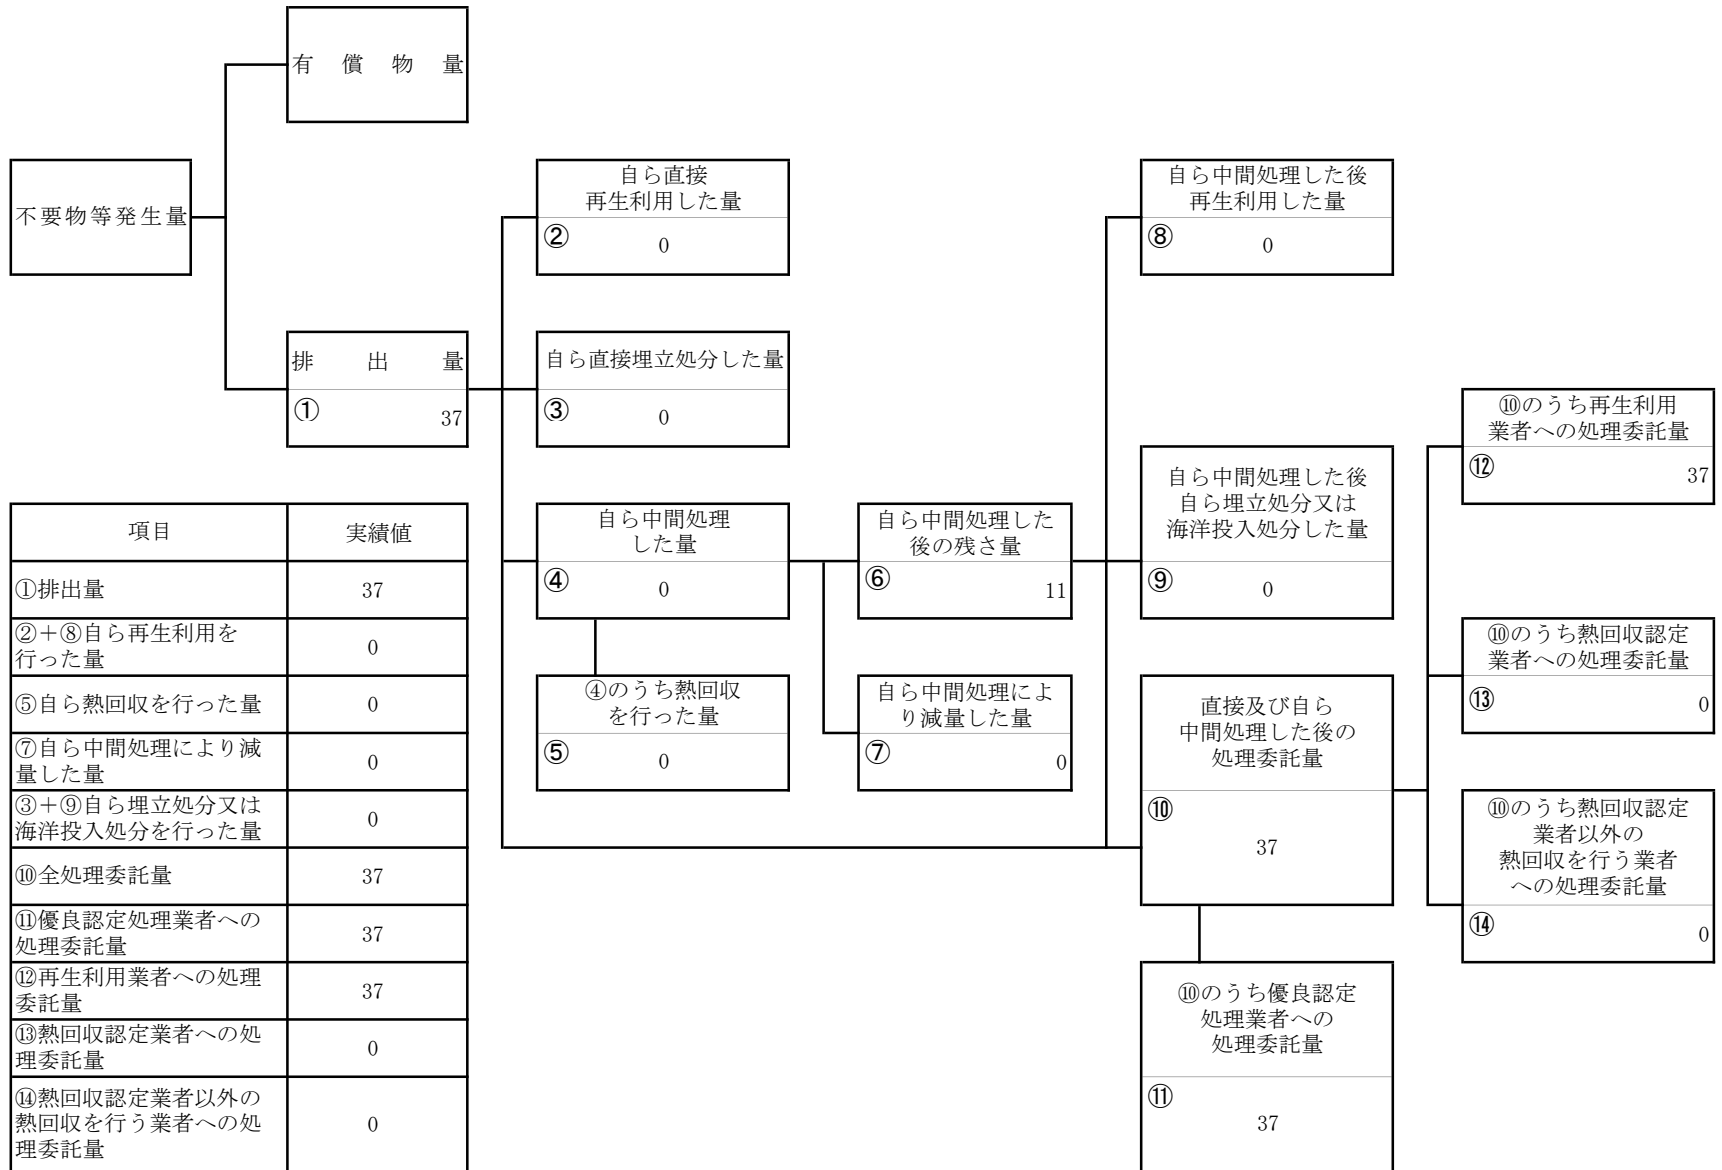 有償物量
不要物等発生量
排出量
①
37
自ら直接
再生利用した量
②
0
自ら直接埋立処分した量
③
0
自ら中間処理
した量
④
0
④のうち熱回収
を行った量
⑤
0
自ら中間処理した
後の残さ量
⑥
11
自ら中間処理によ
り減量した量
⑦
0
自ら中間処理した後
再生利用した量
⑧
0
自ら中間処理した後
自ら埋立処分又は
海洋投入処分した量
⑨
0
直接及び自ら
中間処理した後の
処理委託量
⑩
37
⑩のうち優良認定
処理業者への
処理委託量
⑪
37
⑩のうち再生利用
業者への処理委託量
⑫
37
⑩のうち熱回収認定
業者への処理委託量
⑬
0
⑩のうち熱回収認定
業者以外の
熱回収を行う業者
への処理委託量
⑭
0
項目 実績値
①排出量 37
②+⑧自ら再生利用を
行った量
0
⑤自ら熱回収を行った量 0
⑦自ら中間処理により減
量した量
0
③+⑨自ら埋立処分又は
海洋投入処分を行った量
0
⑩全処理委託量 37
⑪優良認定処理業者への
処理委託量
37
⑫再生利用業者への処理
委託量
37
⑬熱回収認定業者への処
理委託量
0
⑭熱回収認定業者以外の
熱回収を行う業者への処
理委託量
0